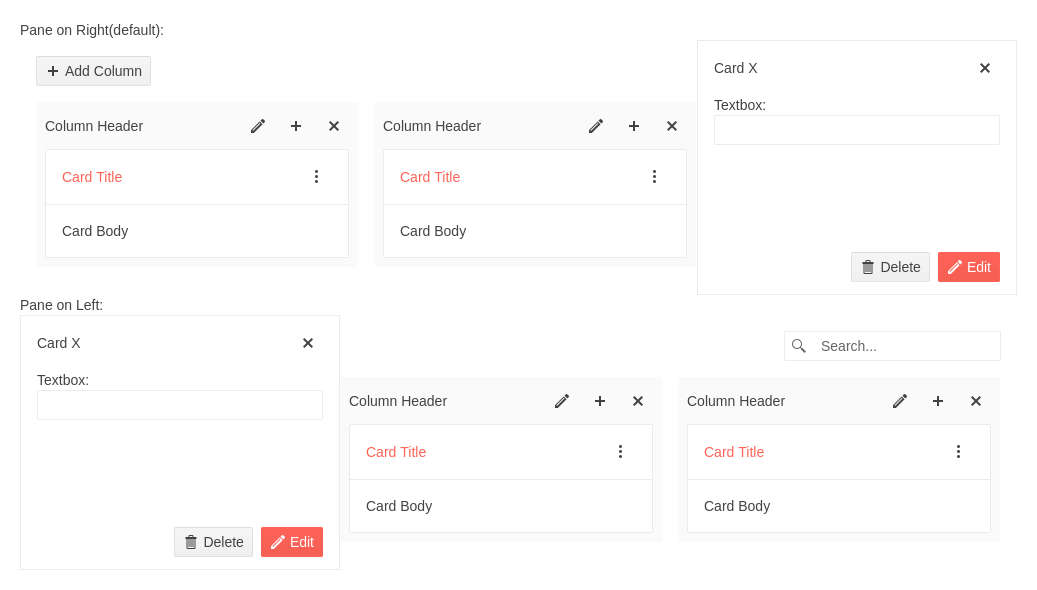 Pane on Right(default):
Add Column
Card X
Textbox:
Column Header
Column Header
Card Title
Card Title
Card Body
Card Body
Delete
Edit
Pane on Left:
Card X
Search...
Textbox:
Column Header
Column Header
Card Title
Card Title
Card Body
Card Body
Delete
Edit